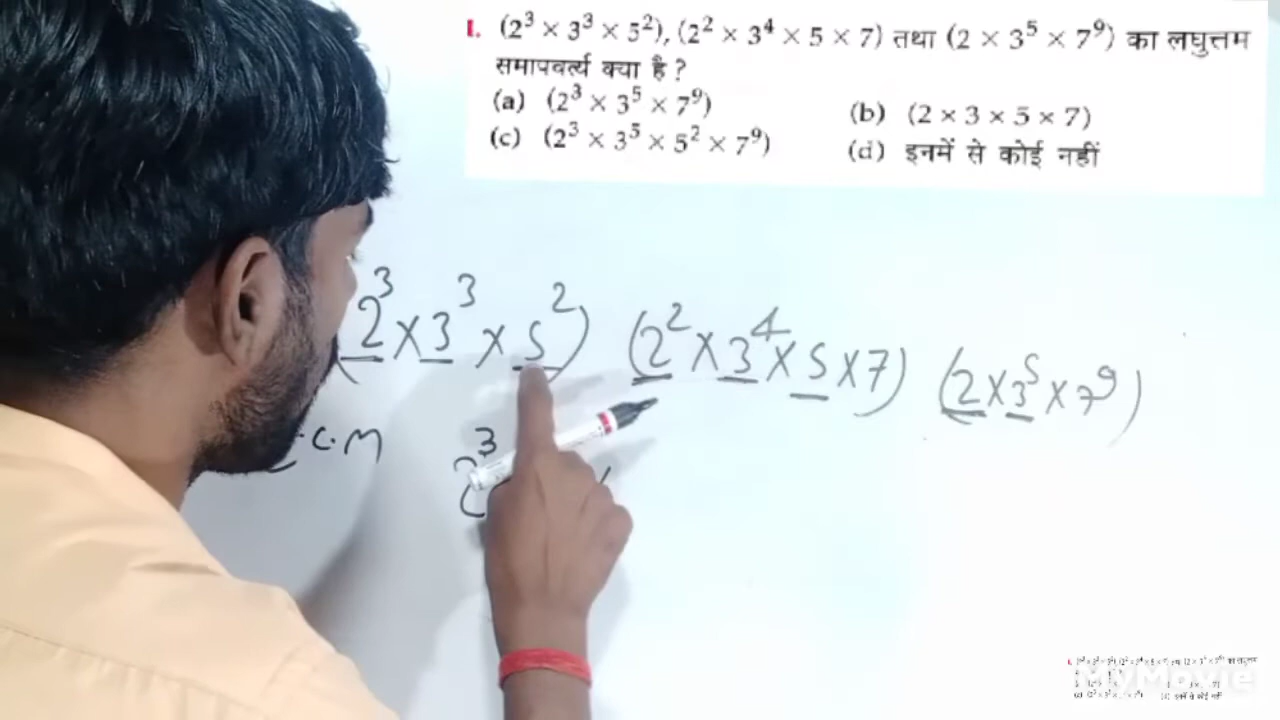 1. (2³ × 3³ × 5²), (2² × 3⁴ × 5 × 7) तथा (2 × 3⁵ × 7⁹) का लघुत्तम
समापवर्त्य क्या है ?
(a) (2³ × 3⁵ × 7⁹) (b) (2 × 3 × 5 × 7)
(c) (2³ × 3⁵ × 5² × 7⁹) (d) इनमें से कोई नहीं
(2³ × 3³ × 5²) (2² × 3⁴ × 5 × 7) (2 × 3⁵ × 7⁹)
L.C.M 2³
MyMovie